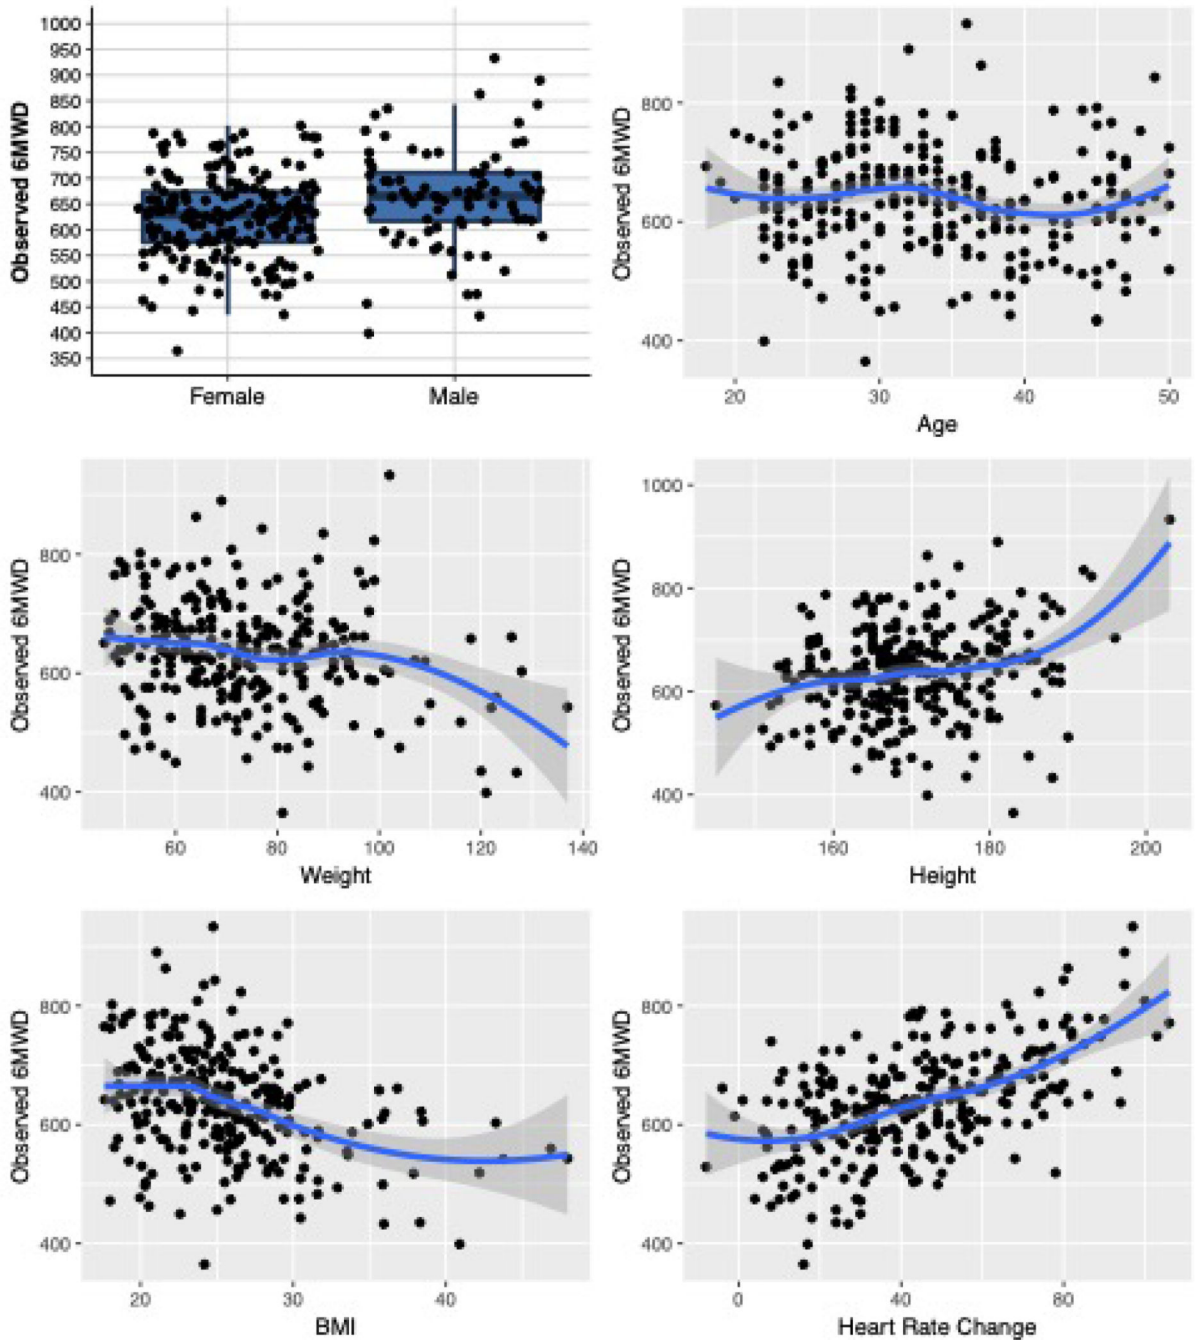 Observed 6MWD
1000
950
900
850
800
750
700
650
600
550
500
450
400
350
Female Male
Observed 6MWD
800
600
400
20 30 40 50
Age
Observed 6MWD
800
600
400
60 80 100 120 140
Weight
Observed 6MWD
1000
800
600
400
160 180 200
Height
Observed 6MWD
800
600
400
20 30 40
BMI
Observed 6MWD
800
600
400
0 40 80
Heart Rate Change